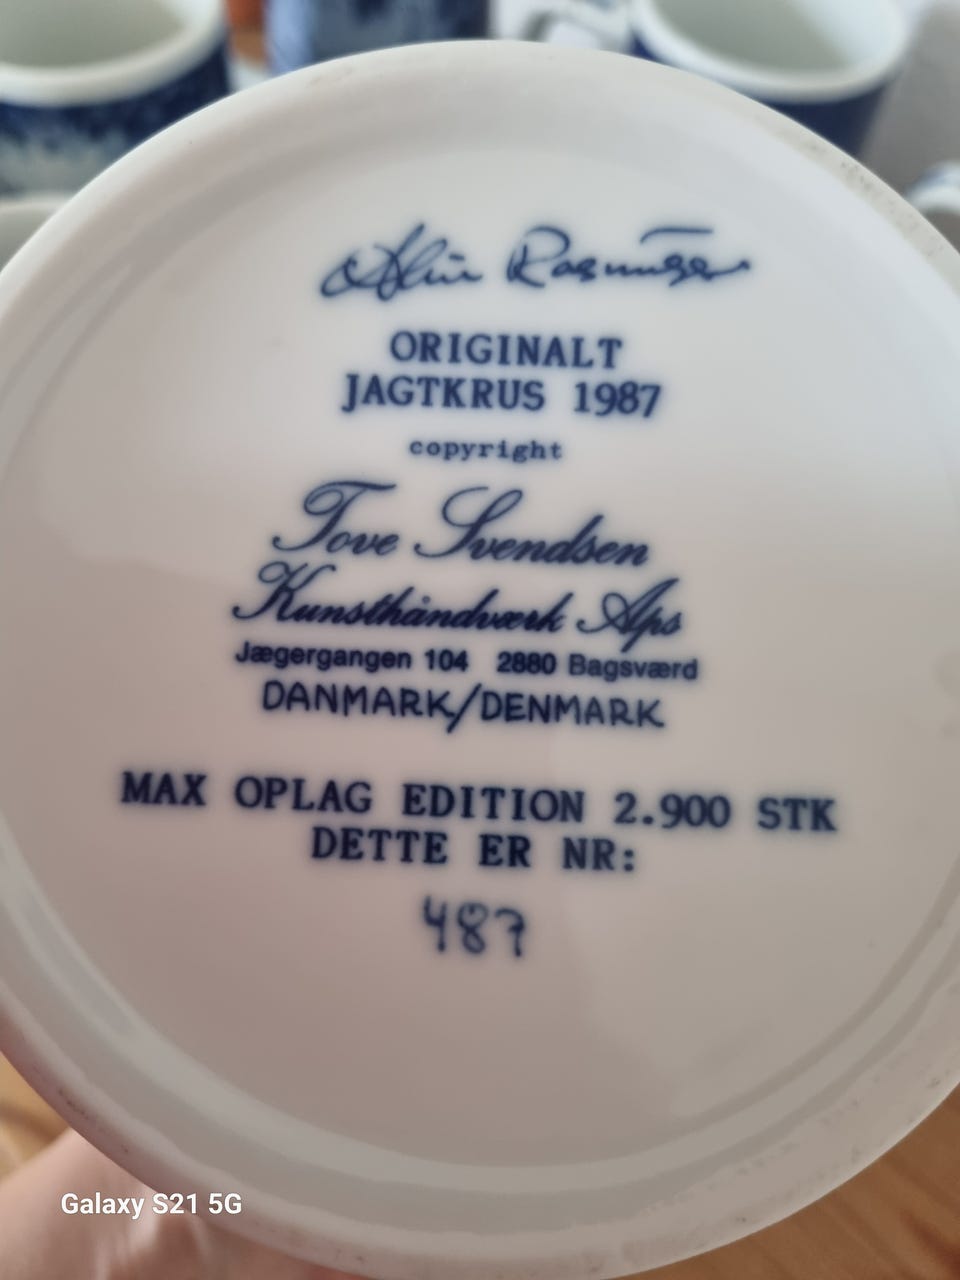 Rasmussen
ORIGINALT
JAGTKRUS 1987
copyright
Tove Svendsen
Kunsthåndværk Aps
Jægergangen 104 2880 Bagsværd
DANMARK/DENMARK
MAX OPLAG EDITION 2.900 STK
DETTE ER NR:
487
Galaxy S21 5G